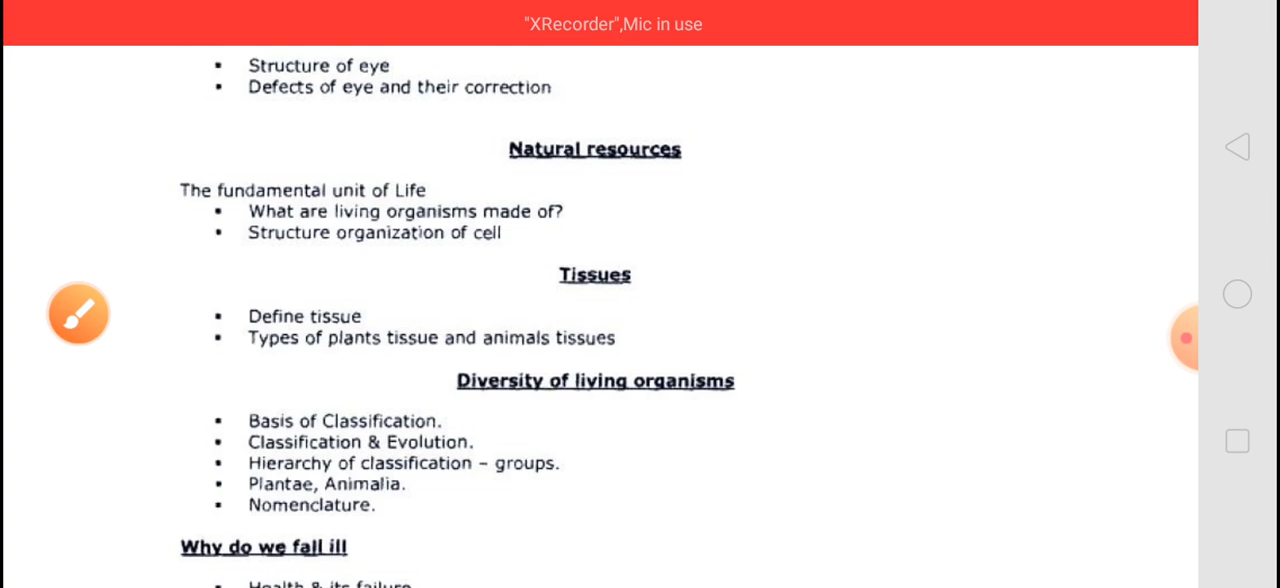 "XRecorder",Mic in use
▪ Structure of eye
▪ Defects of eye and their correction
Natural resources
The fundamental unit of Life
▪ What are living organisms made of?
▪ Structure organization of cell
Tissues
▪ Define tissue
▪ Types of plants tissue and animals tissues
Diversity of living organisms
▪ Basis of Classification.
▪ Classification & Evolution.
▪ Hierarchy of classification – groups.
▪ Plantae, Animalia.
▪ Nomenclature.
Why do we fall ill
▪ Health & its failure